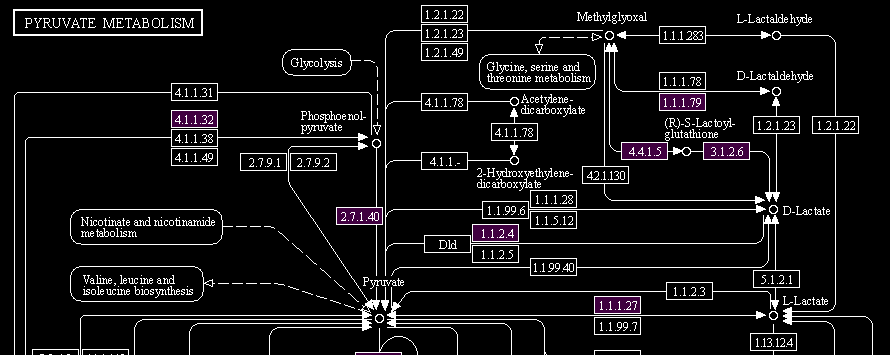 PYRUVATE METABOLISM
1.2.1.22
1.2.1.23
1.2.1.49
Methylglyoxal
1.1.1.283
L-Lactaldehyde
Glycolysis
Glycine, serine and
threonine metabolism
1.1.1.78
1.1.1.79
D-Lactaldehyde
4.1.1.31
4.1.1.32
4.1.1.38
4.1.1.49
Phosphoenol-
pyruvate
4.1.1.78
Acetylene-
dicarboxylate
4.1.1.78
(R)-S-Lactoyl-
glutathione
1.2.1.23
1.2.1.22
2.7.9.1
2.7.9.2
4.1.1.-
4.4.1.5
3.1.2.6
2-Hydroxyethylene-
dicarboxylate
4.2.1.130
2.7.1.40
1.1.99.6
1.1.1.28
1.1.5.12
D-Lactate
Nicotinate and nicotinamide
metabolism
Dld
1.1.2.4
1.1.2.5
1.1.99.40
Valine, leucine and
isoleucine biosynthesis
Pyruvate
5.1.2.1
1.1.2.3
L-Lactate
1.1.1.27
1.1.99.7
1.13.12.4